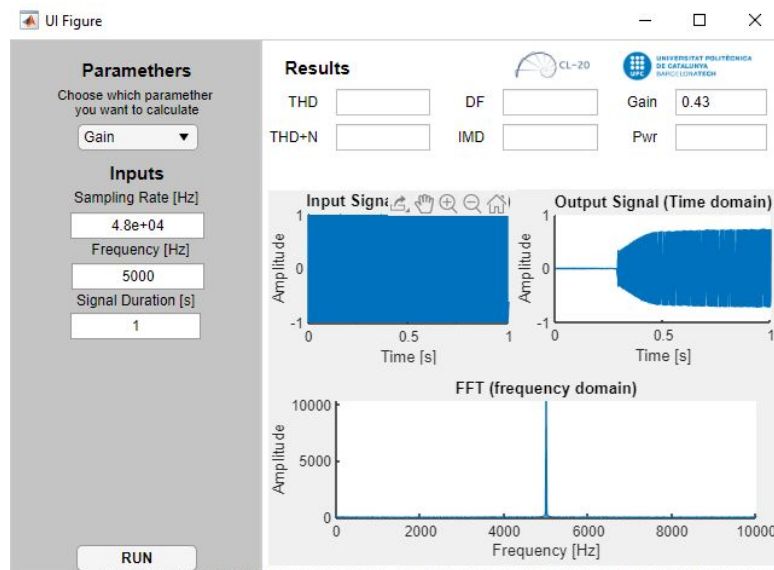 UI Figure
Paramethers
Choose which paramether
you want to calculate
Gain
Inputs
Sampling Rate [Hz]
4.8e+04
Frequency [Hz]
5000
Signal Duration [s]
1
RUN
Results
CL-20
UPC
UNIVERSITAT POLITÈCNICA
DE CATALUNYA
BARCELONATECH
THD
DF
Gain
0.43
THD+N
IMD
Pwr
Input Signa
Amplitude
1
0
-1
0
0.5
1
Time [s]
Output Signal (Time domain)
Amplitude
1
0
-1
0
0.5
1
Time [s]
FFT (frequency domain)
Amplitude
10000
5000
0
0
2000
4000
6000
8000
10000
Frequency [Hz]